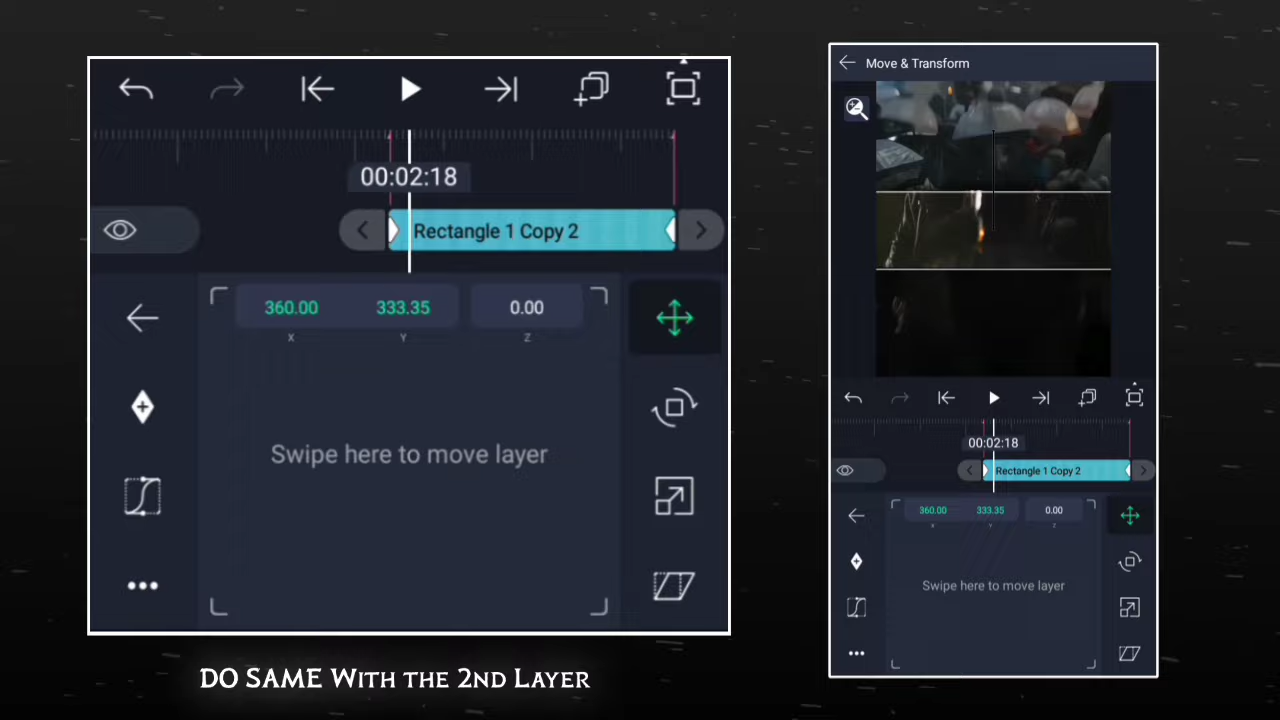 00:02:18
Rectangle 1 Copy 2
360.00 333.35 0.00
X Y Z
Swipe here to move layer
DO SAME WITH THE 2ND LAYER
Move & Transform
00:02:18
Rectangle 1 Copy 2
360.00 333.35 0.00
X Y Z
Swipe here to move layer